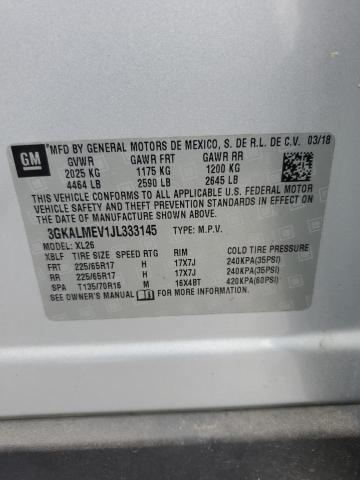 GM
MFD BY GENERAL MOTORS DE MEXICO, S. DE R.L. DE C.V. 03/18
GVWR GAWR FRT GAWR RR
2025 KG 1175 KG 1200 KG
4464 LB 2590 LB 2645 LB
THIS VEHICLE CONFORMS TO ALL APPLICABLE U.S. FEDERAL MOTOR
VEHICLE SAFETY AND THEFT PREVENTION STANDARDS IN EFFECT
ON THE DATE OF MANUFACTURE SHOWN ABOVE.
3GKALMEV1JL333145 TYPE: M.P.V.
MODEL: XL26
XBLF TIRE SIZE SPEED RTG RIM COLD TIRE PRESSURE
FRT 225/65R17 H 17X7J 240KPA(35PSI)
RR 225/65R17 H 17X7J 240KPA(35PSI)
SPA T135/70R16 M 16X4BT 420KPA(60PSI)
SEE OWNER'S MANUAL FOR ADDITIONAL INFORMATION.